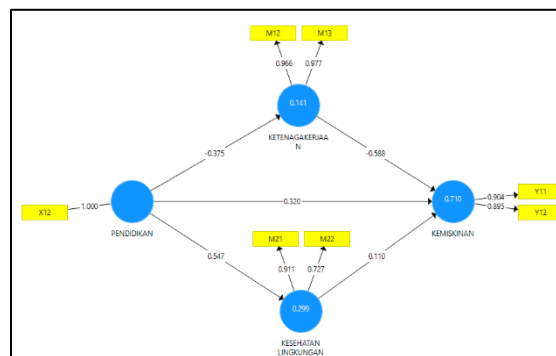 M12 M13
0.966 0.977
0.141
KETENAGAKERJAA
N
-0.375 -0.588
X12 1.000 0.320 0.710 0.904 Y11
0.895 Y12
PENDIDIKAN KEMISKINAN
M21 M22
0.547 0.911 0.727 0.110
0.299
KESEHATAN
LINGKUNGAN